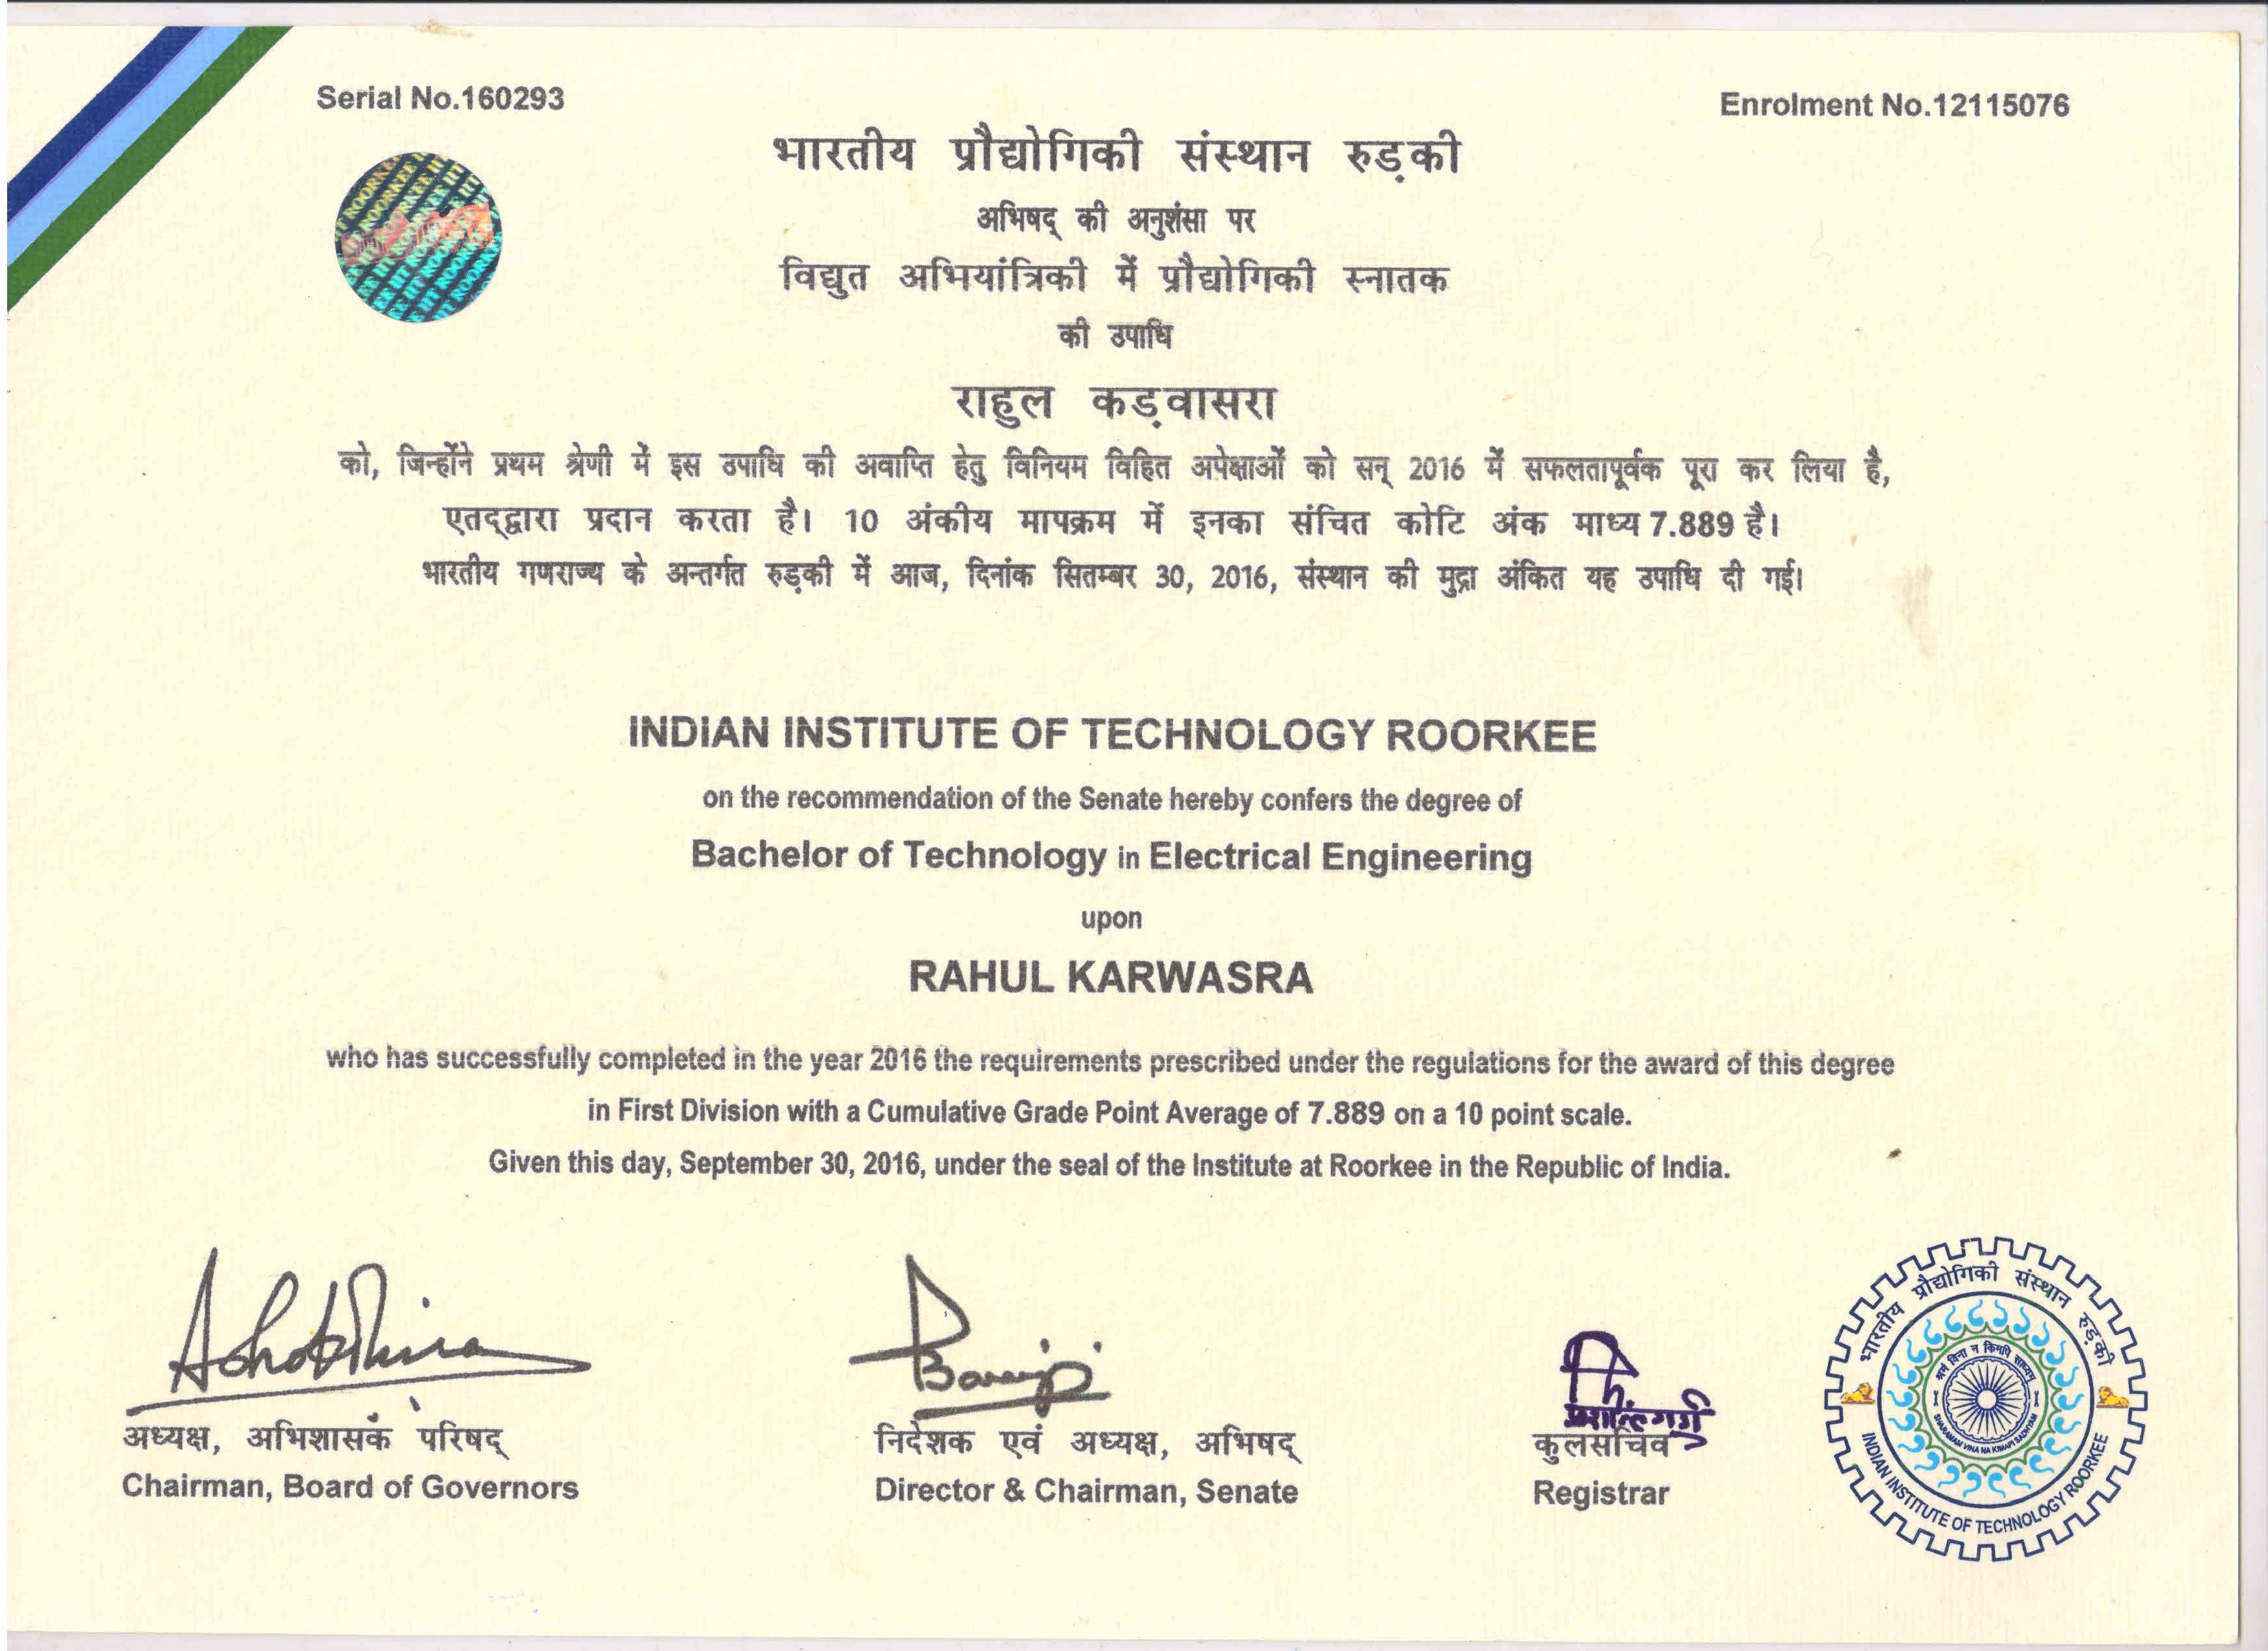 Serial No.160293
Enrolment No.12115076
भारतीय प्रौद्योगिकी संस्थान रुड़की
अभिषद् की अनुशंसा पर
विद्युत अभियांत्रिकी में प्रौद्योगिकी स्नातक
की उपाधि
राहुल कड़वासरा
को, जिन्होंने प्रथम श्रेणी में इस उपाधि की अवाप्ति हेतु विनियम विहित अपेक्षाओं को सन् 2016 में सफलतापूर्वक पूरा कर लिया है,
एतद्द्वारा प्रदान करता है। 10 अंकीय मापक्रम में इनका संचित कोटि अंक माध्य 7.889 है।
भारतीय गणराज्य के अन्तर्गत रुड़की में आज, दिनांक सितम्बर 30, 2016, संस्थान की मुद्रा अंकित यह उपाधि दी गई।
INDIAN INSTITUTE OF TECHNOLOGY ROORKEE
on the recommendation of the Senate hereby confers the degree of
Bachelor of Technology in Electrical Engineering
upon
RAHUL KARWASRA
who has successfully completed in the year 2016 the requirements prescribed under the regulations for the award of this degree
in First Division with a Cumulative Grade Point Average of 7.889 on a 10 point scale.
Given this day, September 30, 2016, under the seal of the Institute at Roorkee in the Republic of India.
अध्यक्ष, अभिशासक परिषद्
Chairman, Board of Governors
निदेशक एवं अध्यक्ष, अभिषद्
Director & Chairman, Senate
कुलसचिव
Registrar
भारतीय प्रौद्योगिकी संस्थान रुड़की
श्रमं विना न किमपि साध्यम्
SHRAMAM VINA NA KIMAPI SADHYAM
INDIAN INSTITUTE OF TECHNOLOGY ROORKEE